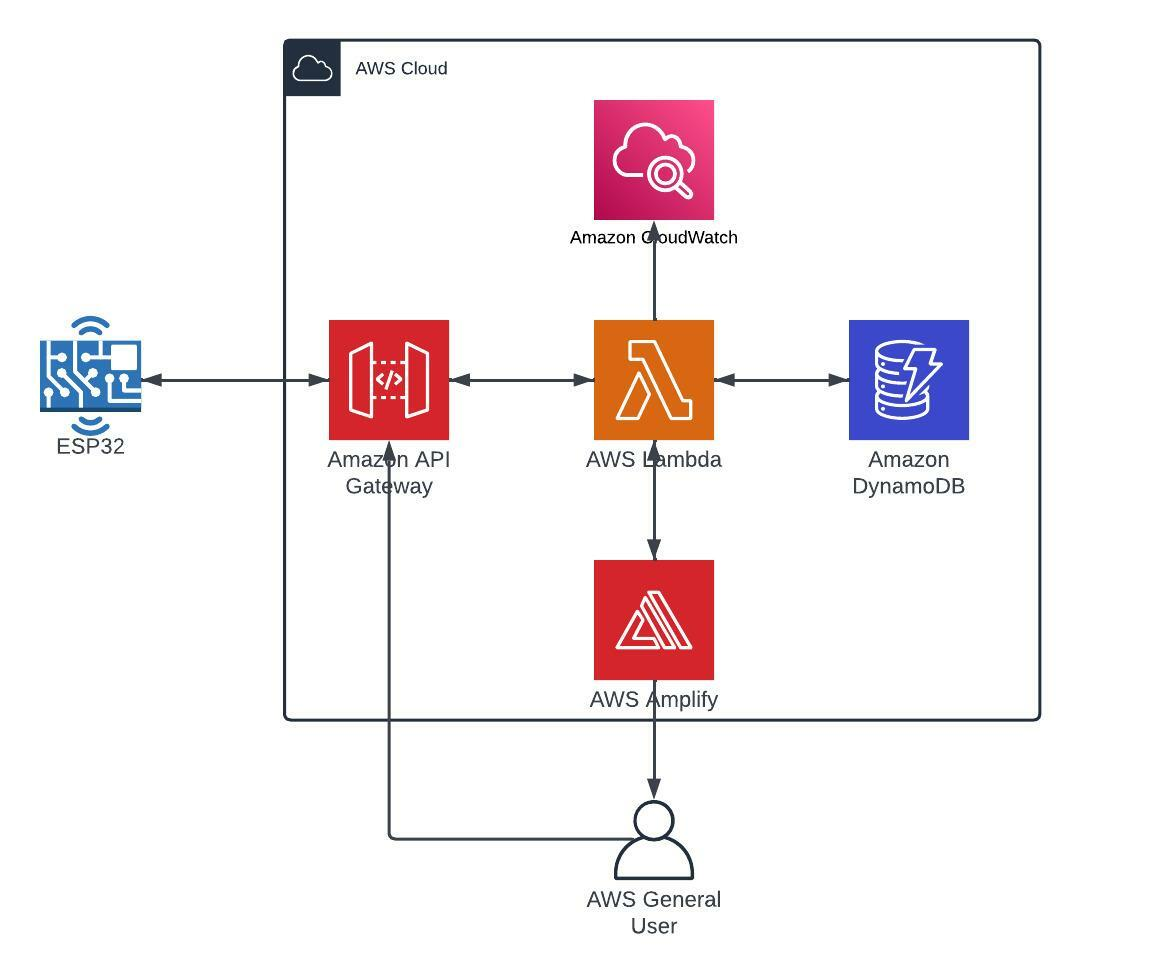 AWS Cloud
Amazon CloudWatch
ESP32
Amazon API
Gateway
</>
AWS Lambda
Amazon
DynamoDB
AWS Amplify
AWS General
User